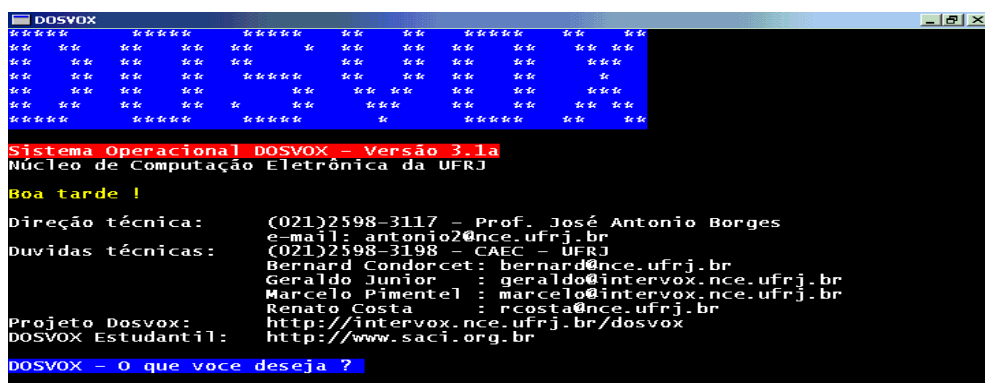 DOSVOX
*****     *****     *****    **    **    *****    **    **
**   **    **    **   **     *    **    **   **    **    ** **
**    **   **    **   **          **    **   **    **     ***
**    **   **    **    *****     **    **   **    **      *
**    **   **    **        **     ** **    **    **     ***
**   **    **    **   *    **      ***     **    **    ** **
*****     *****     *****        *       *****    **    **
Sistema Operacional DOSVOX – Versão 3.1a
Núcleo de Computação Eletrônica da UFRJ
Boa tarde !
Direção técnica: (021)2598-3117 – Prof. José Antonio Borges
e-mail: antonio2@nce.ufrj.br
Duvidas técnicas: (021)2598-3198 – CAEC – UFRJ
Bernard Condorcet: bernard@nce.ufrj.br
Geraldo Junior : geraldo@intervox.nce.ufrj.br
Marcelo Pimentel : marcelo@intervox.nce.ufrj.br
Renato Costa : rcosta@nce.ufrj.br
Projeto Dosvox: http://intervox.nce.ufrj.br/dosvox
DOSVOX Estudantil: http://www.saci.org.br
DOSVOX – O que voce deseja ?